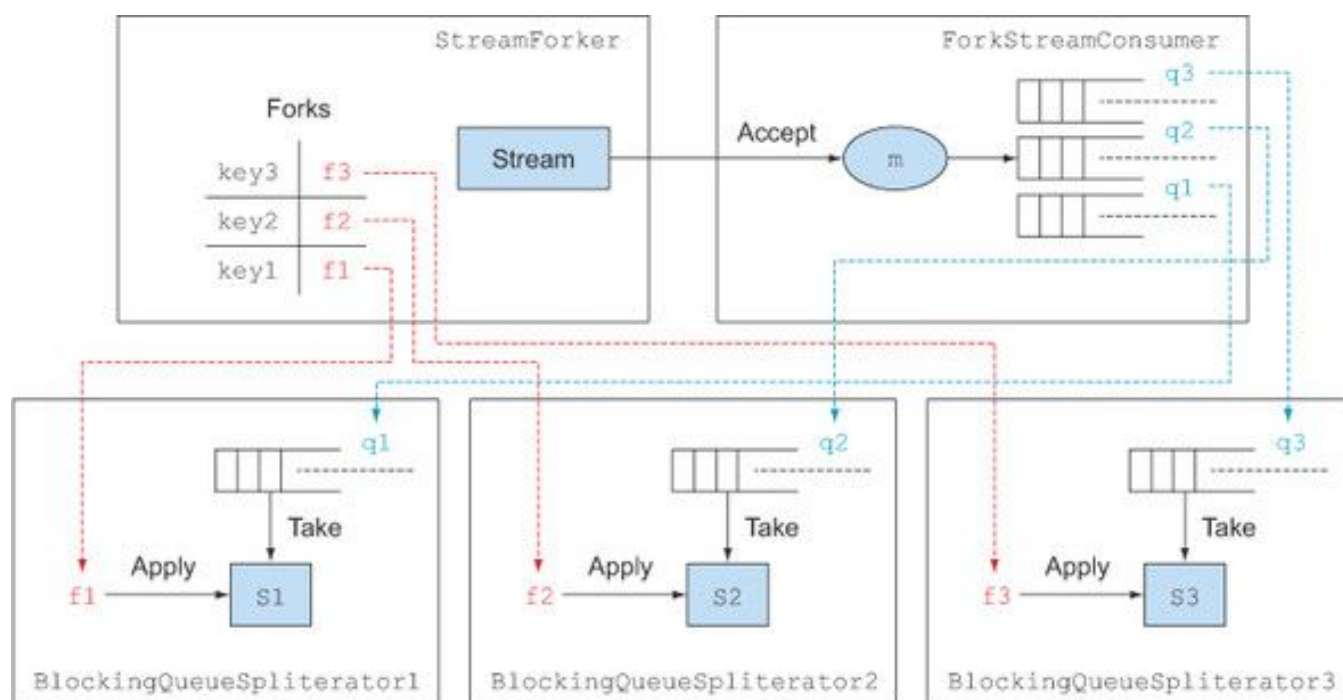 StreamForker
Forks
key3 f3
key2 f2
key1 f1
Stream
ForkStreamConsumer
Accept
m
q3
q2
q1
q1
Take
f1 Apply S1
BlockingQueueSpliterator1
q2
Take
f2 Apply S2
BlockingQueueSpliterator2
q3
Take
f3 Apply S3
BlockingQueueSpliterator3